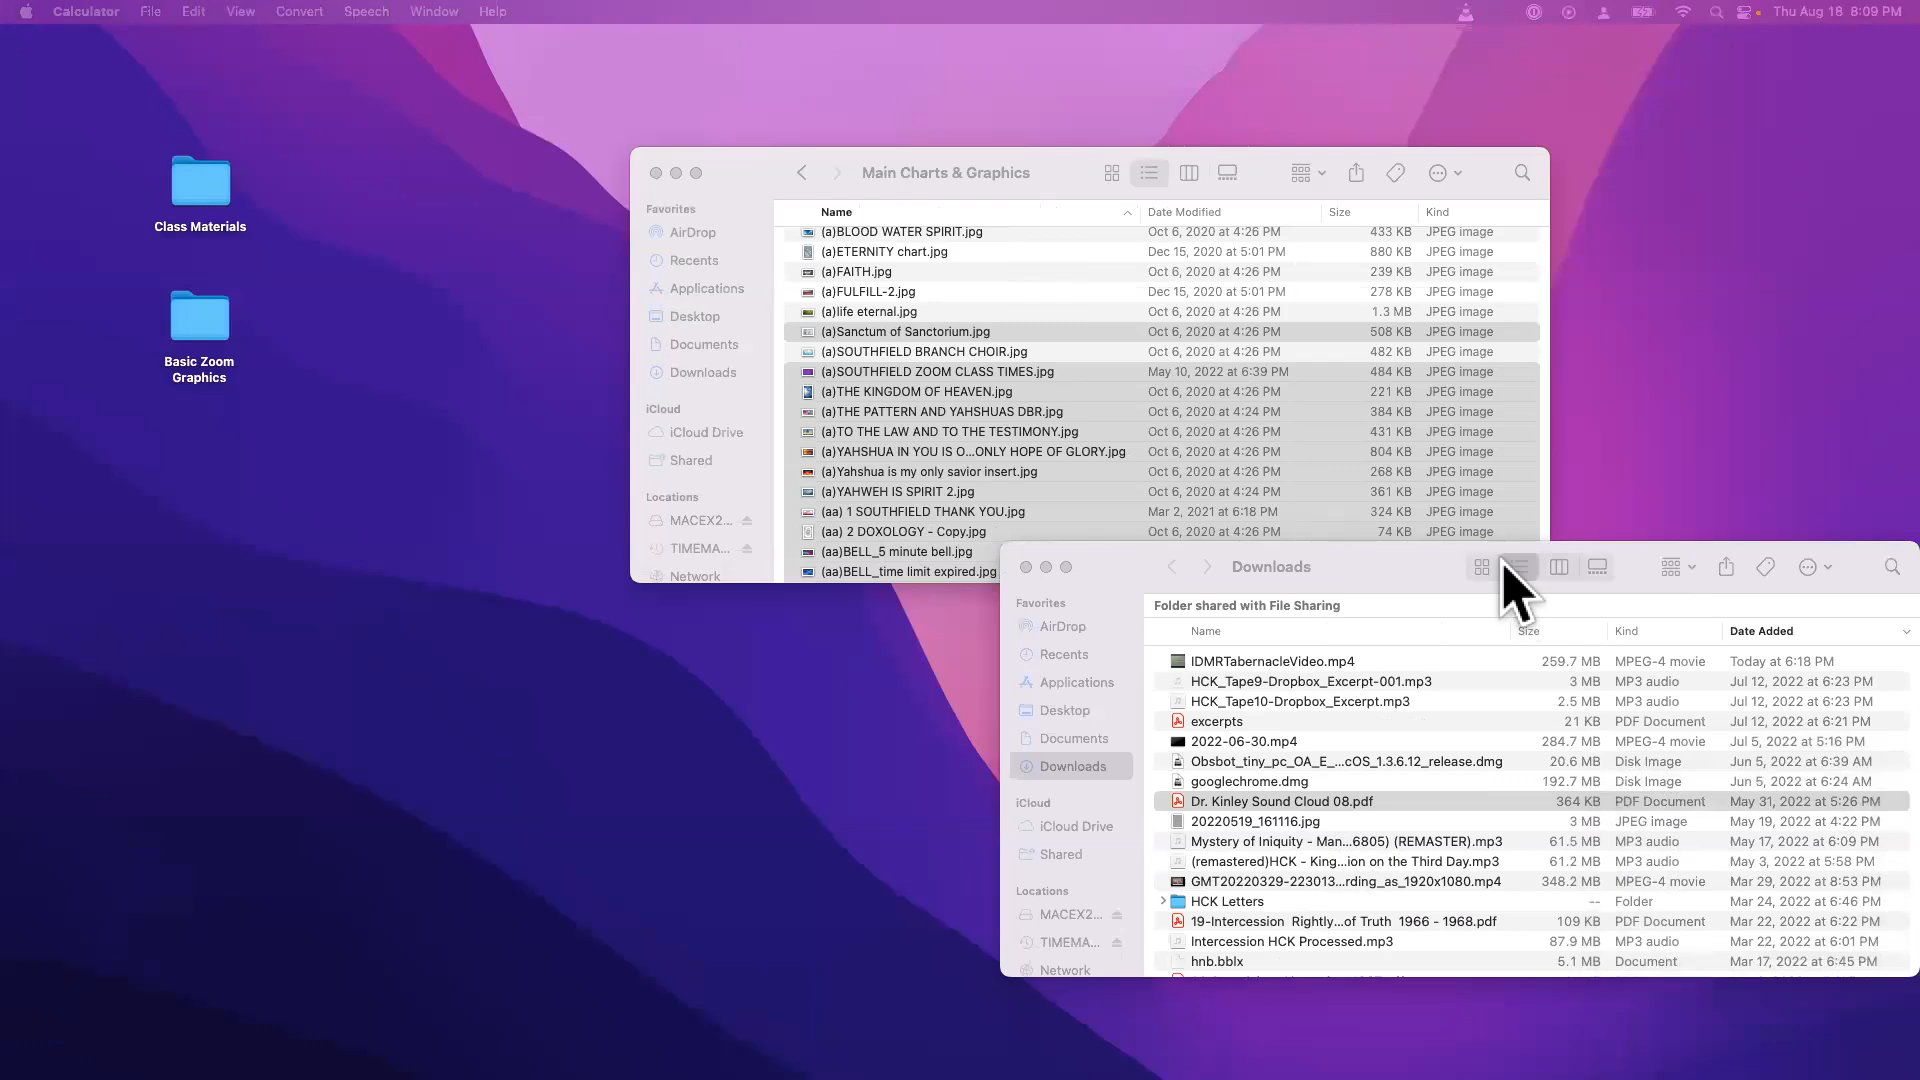 Calculator File Edit View Convert Speech Window Help Thu Aug 18 8:09 PM
Class Materials
Basic Zoom
Graphics
Main Charts & Graphics
Favorites
AirDrop
Recents
Applications
Desktop
Documents
Downloads
iCloud
iCloud Drive
Shared
Locations
MACEX2...
TIMEMA...
Network
Name Date Modified Size Kind
(a)BLOOD WATER SPIRIT.jpg Oct 6, 2020 at 4:26 PM 433 KB JPEG image
(a)ETERNITY chart.jpg Dec 15, 2020 at 5:01 PM 880 KB JPEG image
(a)FAITH.jpg Oct 6, 2020 at 4:26 PM 239 KB JPEG image
(a)FULFILL-2.jpg Dec 15, 2020 at 5:01 PM 278 KB JPEG image
(a)life eternal.jpg Oct 6, 2020 at 4:26 PM 1.3 MB JPEG image
(a)Sanctum of Sanctorium.jpg Oct 6, 2020 at 4:26 PM 508 KB JPEG image
(a)SOUTHFIELD BRANCH CHOIR.jpg Oct 6, 2020 at 4:26 PM 482 KB JPEG image
(a)SOUTHFIELD ZOOM CLASS TIMES.jpg May 10, 2022 at 6:39 PM 484 KB JPEG image
(a)THE KINGDOM OF HEAVEN.jpg Oct 6, 2020 at 4:26 PM 221 KB JPEG image
(a)THE PATTERN AND YAHSHUAS DBR.jpg Oct 6, 2020 at 4:24 PM 384 KB JPEG image
(a)TO THE LAW AND TO THE TESTIMONY.jpg Oct 6, 2020 at 4:26 PM 431 KB JPEG image
(a)YAHSHUA IN YOU IS O...ONLY HOPE OF GLORY.jpg Oct 6, 2020 at 4:26 PM 804 KB JPEG image
(a)Yahshua is my only savior insert.jpg Oct 6, 2020 at 4:26 PM 268 KB JPEG image
(a)YAHWEH IS SPIRIT 2.jpg Oct 6, 2020 at 4:24 PM 361 KB JPEG image
(aa) 1 SOUTHFIELD THANK YOU.jpg Mar 2, 2021 at 6:18 PM 324 KB JPEG image
(aa) 2 DOXOLOGY - Copy.jpg Oct 6, 2020 at 4:26 PM 74 KB JPEG image
(aa)BELL_5 minute bell.jpg
(aa)BELL_time limit expired.jpg
Downloads
Favorites
AirDrop
Recents
Applications
Desktop
Documents
Downloads
iCloud
iCloud Drive
Shared
Locations
MACEX2...
TIMEMA...
Network
Folder shared with File Sharing
Name Size Kind Date Added
IDMRTabernacleVideo.mp4 259.7 MB MPEG-4 movie Today at 6:18 PM
HCK_Tape9-Dropbox_Excerpt-001.mp3 3 MB MP3 audio Jul 12, 2022 at 6:23 PM
HCK_Tape10-Dropbox_Excerpt.mp3 2.5 MB MP3 audio Jul 12, 2022 at 6:23 PM
excerpts 21 KB PDF Document Jul 12, 2022 at 6:21 PM
2022-06-30.mp4 284.7 MB MPEG-4 movie Jul 5, 2022 at 5:16 PM
Obsbot_tiny_pc_OA_E_...cOS_1.3.6.12_release.dmg 20.6 MB Disk Image Jun 5, 2022 at 6:39 AM
googlechrome.dmg 192.7 MB Disk Image Jun 5, 2022 at 6:24 AM
Dr. Kinley Sound Cloud 08.pdf 364 KB PDF Document May 31, 2022 at 5:26 PM
20220519_161116.jpg 3 MB JPEG image May 19, 2022 at 4:22 PM
Mystery of Iniquity - Man...6805) (REMASTER).mp3 61.5 MB MP3 audio May 17, 2022 at 6:09 PM
(remastered)HCK - King...ion on the Third Day.mp3 61.2 MB MP3 audio May 3, 2022 at 5:58 PM
GMT20220329-223013...rding_as_1920x1080.mp4 348.2 MB MPEG-4 movie Mar 29, 2022 at 8:53 PM
HCK Letters -- Folder Mar 24, 2022 at 6:46 PM
19-Intercession Rightly...of Truth 1966 - 1968.pdf 109 KB PDF Document Mar 22, 2022 at 6:22 PM
Intercession HCK Processed.mp3 87.9 MB MP3 audio Mar 22, 2022 at 6:01 PM
hnb.bblx 5.1 MB Document Mar 17, 2022 at 6:45 PM